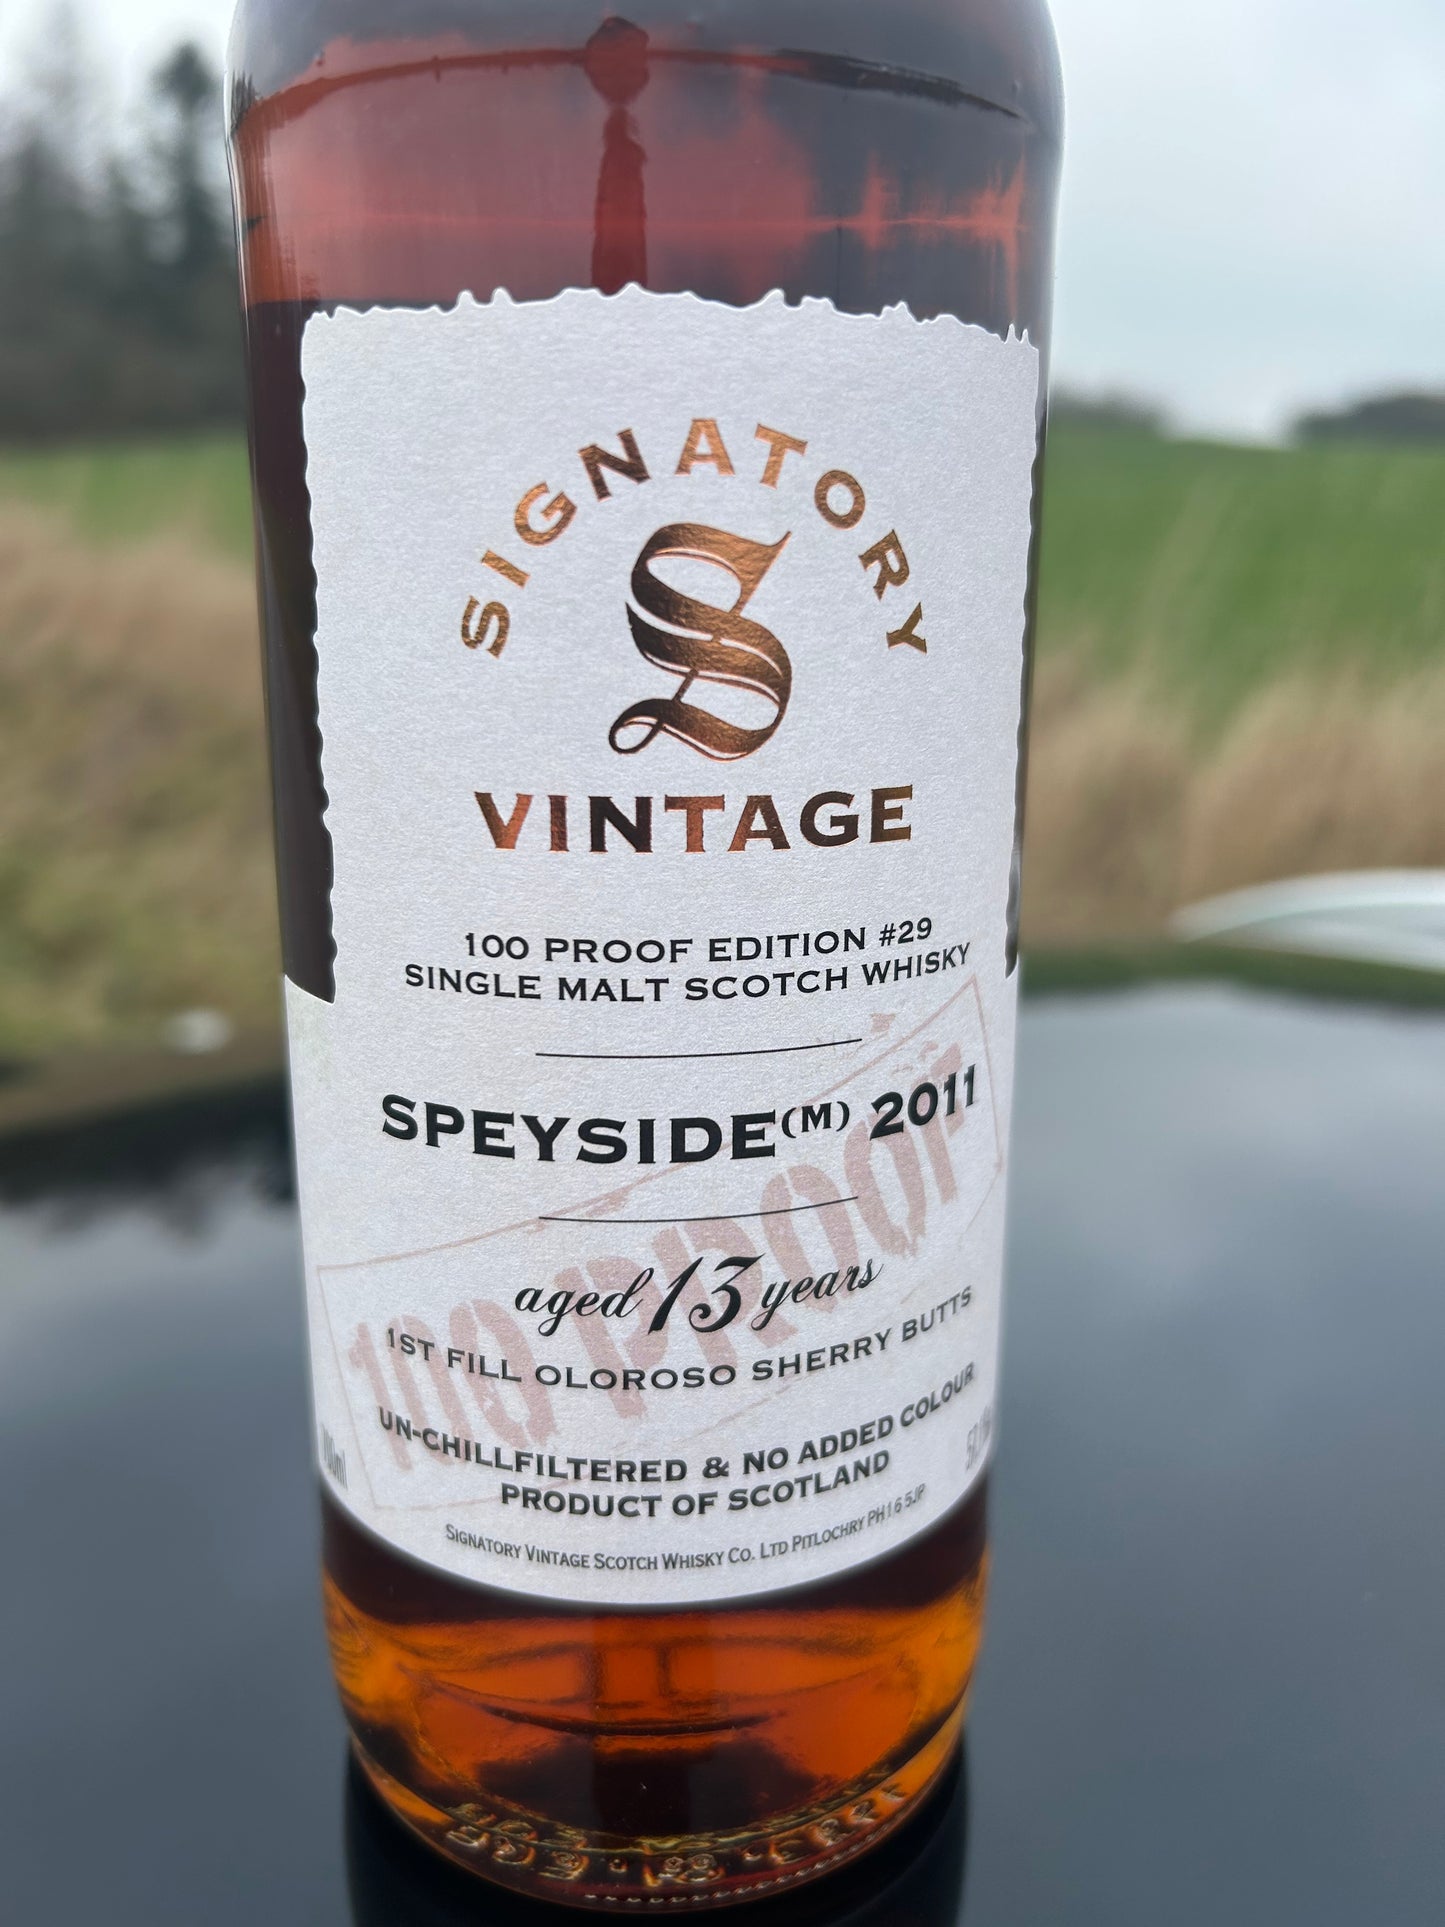 SIGNATORY
S
VINTAGE
100 PROOF EDITION #29
SINGLE MALT SCOTCH WHISKY
SPEYSIDE(M) 2011
100 PROOF
aged 13 years
1ST FILL OLOROSO SHERRY BUTTS
UN-CHILLFILTERED & NO ADDED COLOUR
PRODUCT OF SCOTLAND
SIGNATORY VINTAGE SCOTCH WHISKY CO. LTD PITLOCHRY PH16 5JP